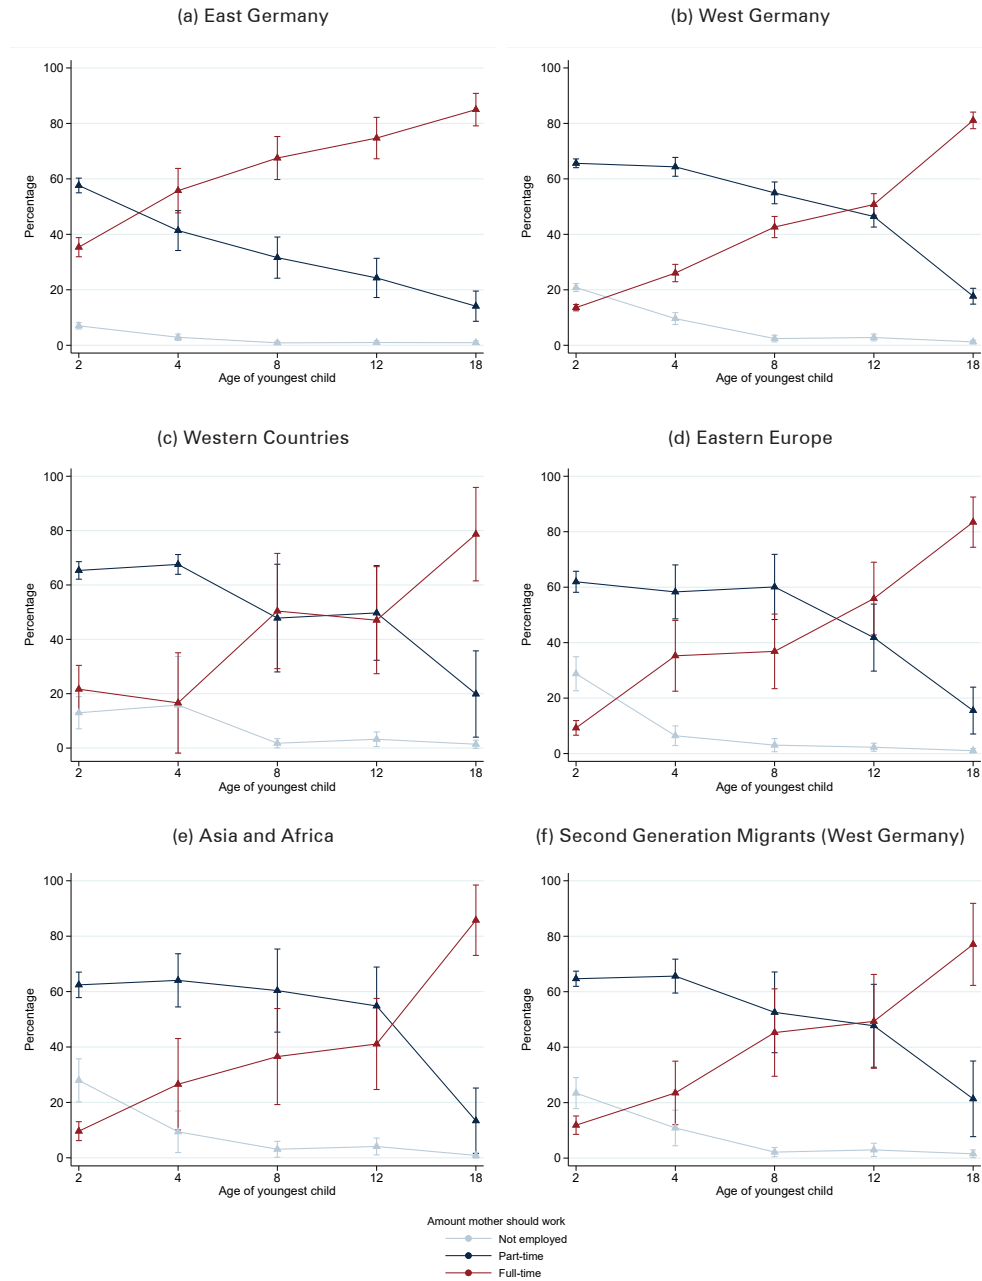 (a) East Germany
(b) West Germany
100
80
60
40
20
0
Percentage
2 4 8 12 18
Age of youngest child
100
80
60
40
20
0
Percentage
2 4 8 12 18
Age of youngest child
(c) Western Countries
(d) Eastern Europe
100
80
60
40
20
0
Percentage
2 4 8 12 18
Age of youngest child
100
80
60
40
20
0
Percentage
2 4 8 12 18
Age of youngest child
(e) Asia and Africa
(f) Second Generation Migrants (West Germany)
100
80
60
40
20
0
Percentage
2 4 8 12 18
Age of youngest child
100
80
60
40
20
0
Percentage
2 4 8 12 18
Age of youngest child
Amount mother should work
Not employed
Part-time
Full-time